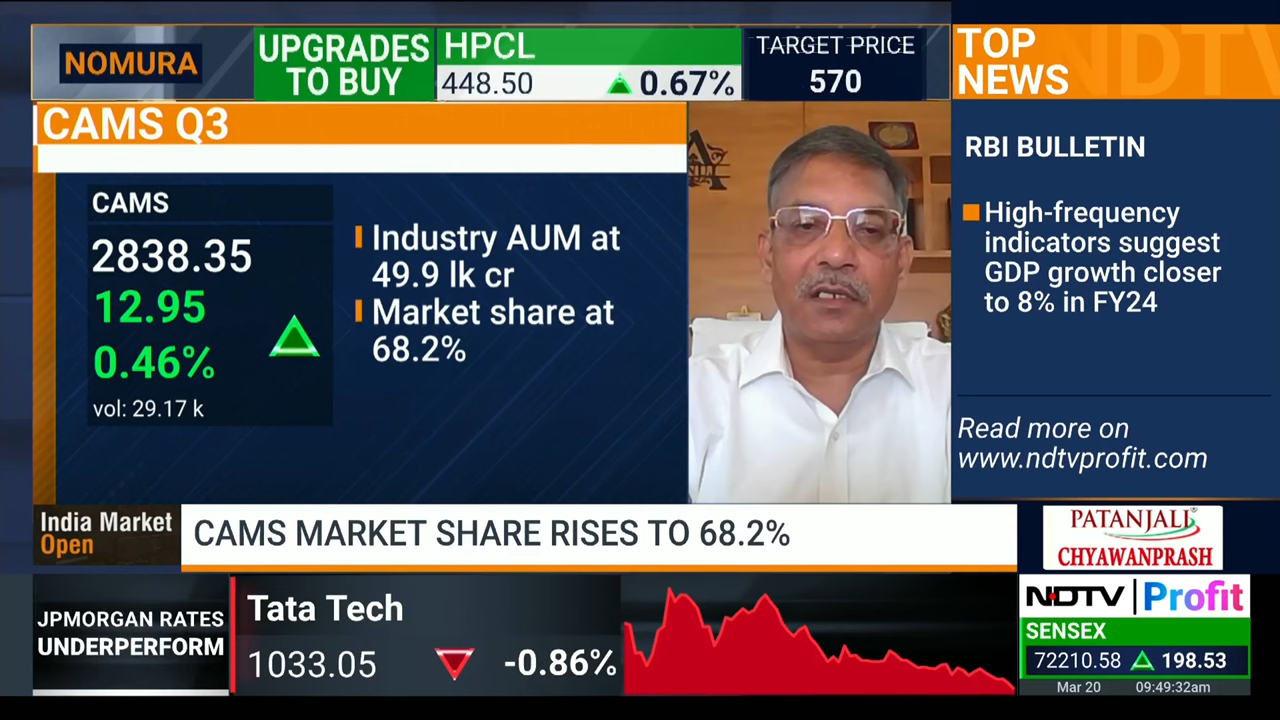 NOMURA
UPGRADES
TO BUY
HPCL
448.50
0.67%
TARGET PRICE
570
TOP
NEWS
CAMS Q3
CAMS
2838.35
12.95
0.46%
vol: 29.17 k
Industry AUM at
49.9 lk cr
Market share at
68.2%
RBI BULLETIN
High-frequency
indicators suggest
GDP growth closer
to 8% in FY24
Read more on
www.ndtvprofit.com
India Market
Open
CAMS MARKET SHARE RISES TO 68.2%
PATANJALI®
CHYAWANPRASH
JPMORGAN RATES
UNDERPERFORM
Tata Tech
1033.05
-0.86%
NDTV Profit
SENSEX
72210.58 198.53
Mar 20 09:49:32am